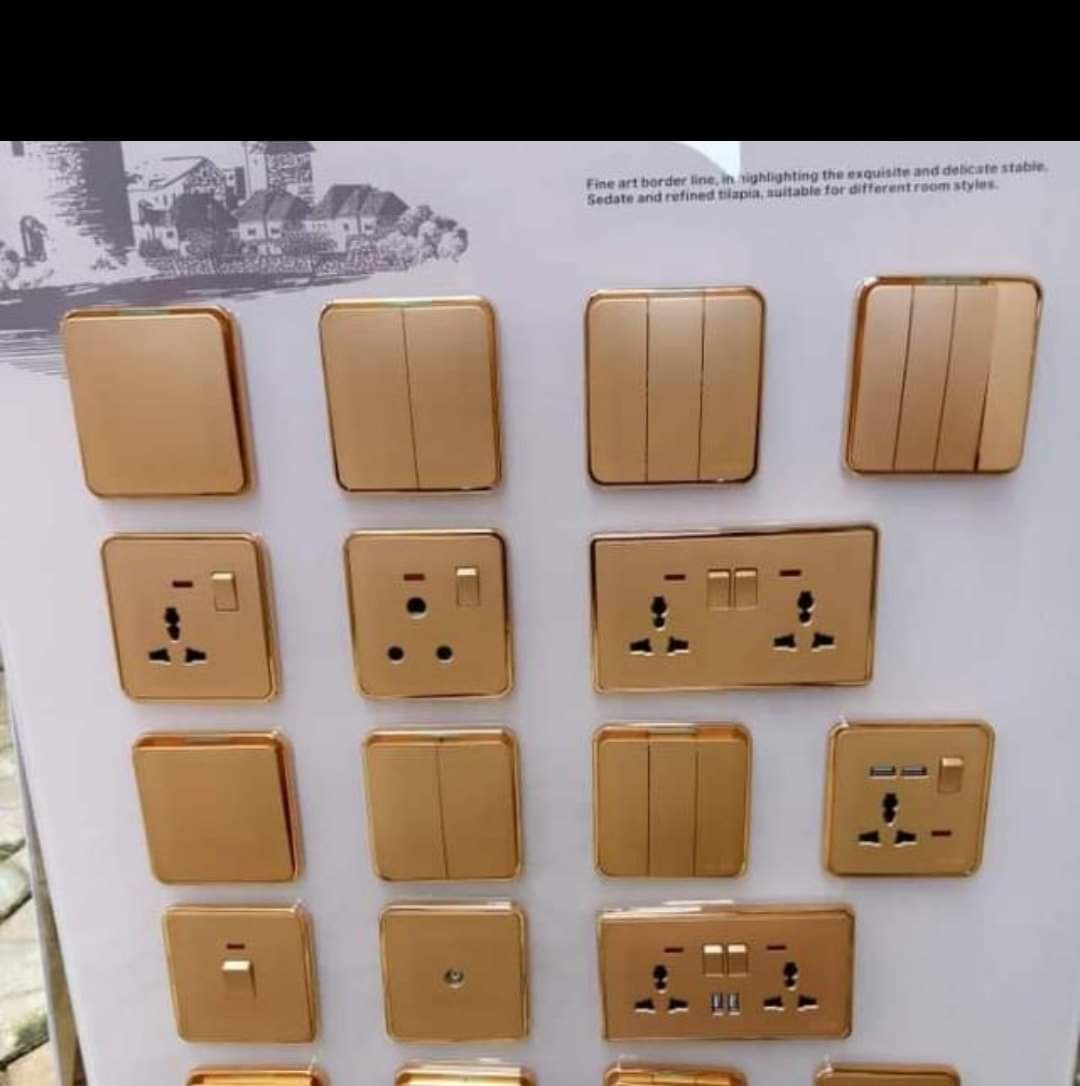 Fine art border line, in highlighting the exquisite and delicate stable,
Sedate and refined tilapia, suitable for different room styles.